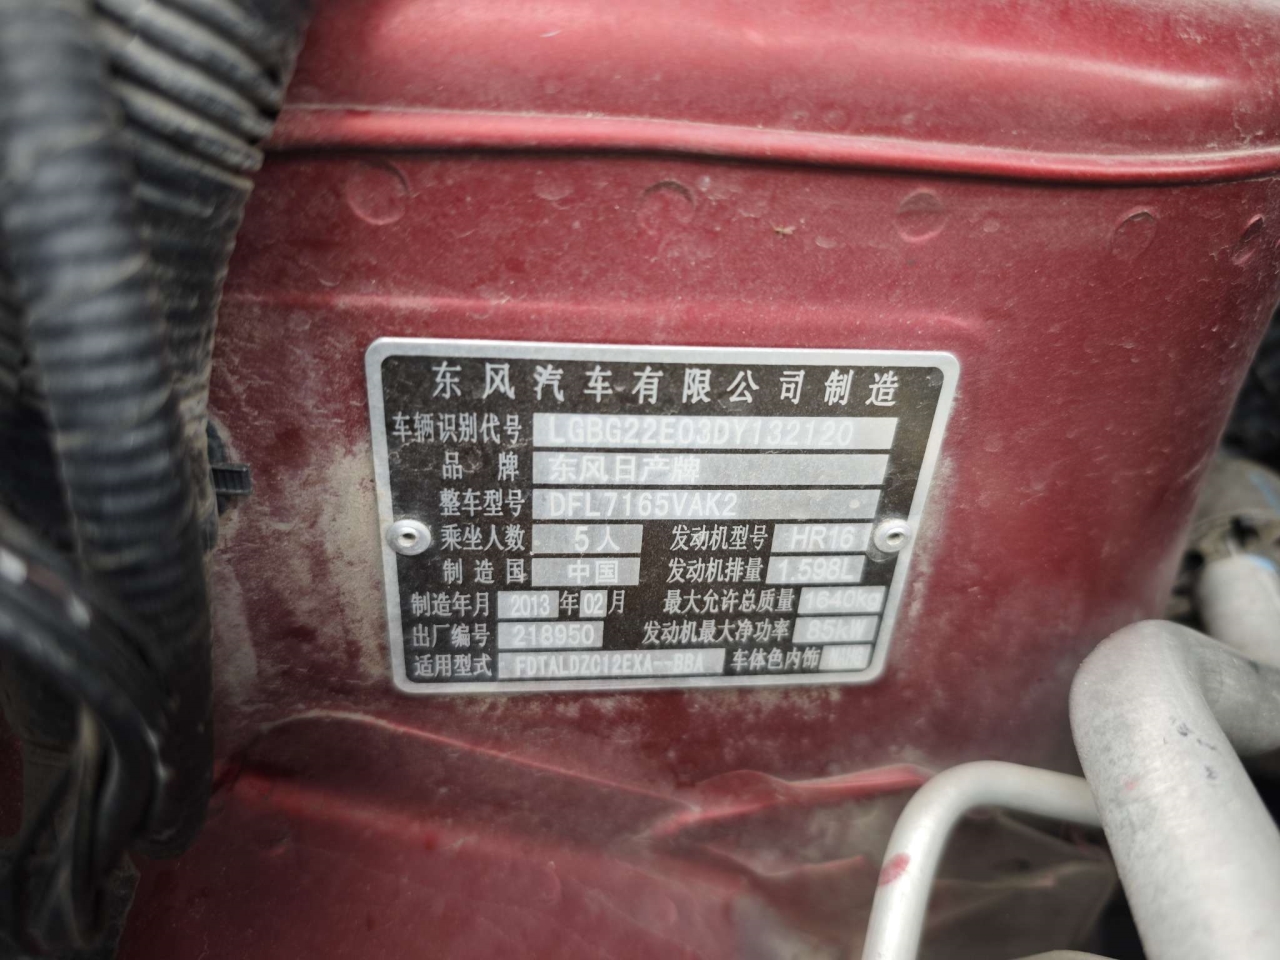 东风汽车有限公司制造
车辆识别代号 LGBG22E03DY132120
品牌 东风日产牌
整车型号 DFL7165VAK2
乘坐人数 5人 发动机型号 HR16
制造国 中国 发动机排量 1.598L
制造年月 2013年02月 最大允许总质量 1640kg
出厂编号 218950 发动机最大净功率 85kW
适用型式 FDTALDZC12EXA--BBA 车体色内饰